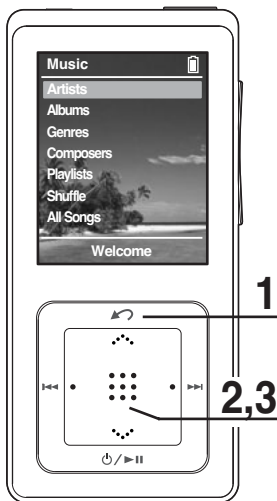 Music
Artists
Albums
Genres
Composers
Playlists
Shuffle
All Songs
Welcome
1
2,3